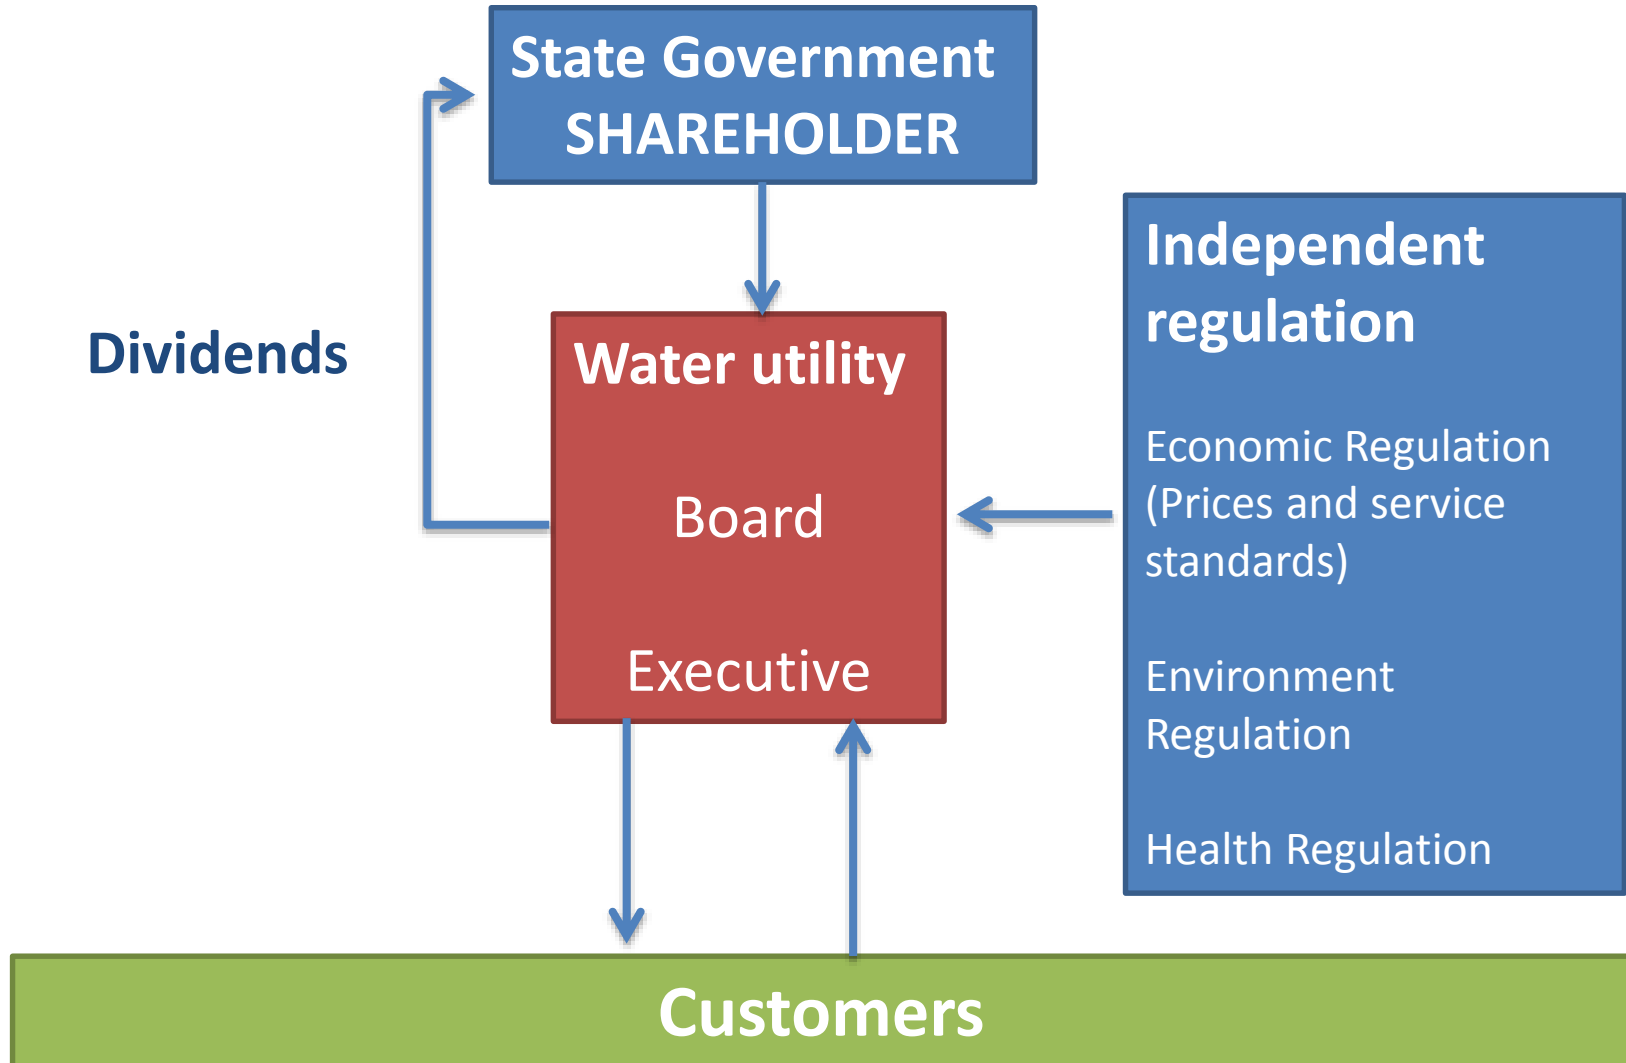 State Government
SHAREHOLDER
Dividends
Water utility
Board
Executive
Independent
regulation
Economic Regulation
(Prices and service
standards)
Environment
Regulation
Health Regulation
Customers